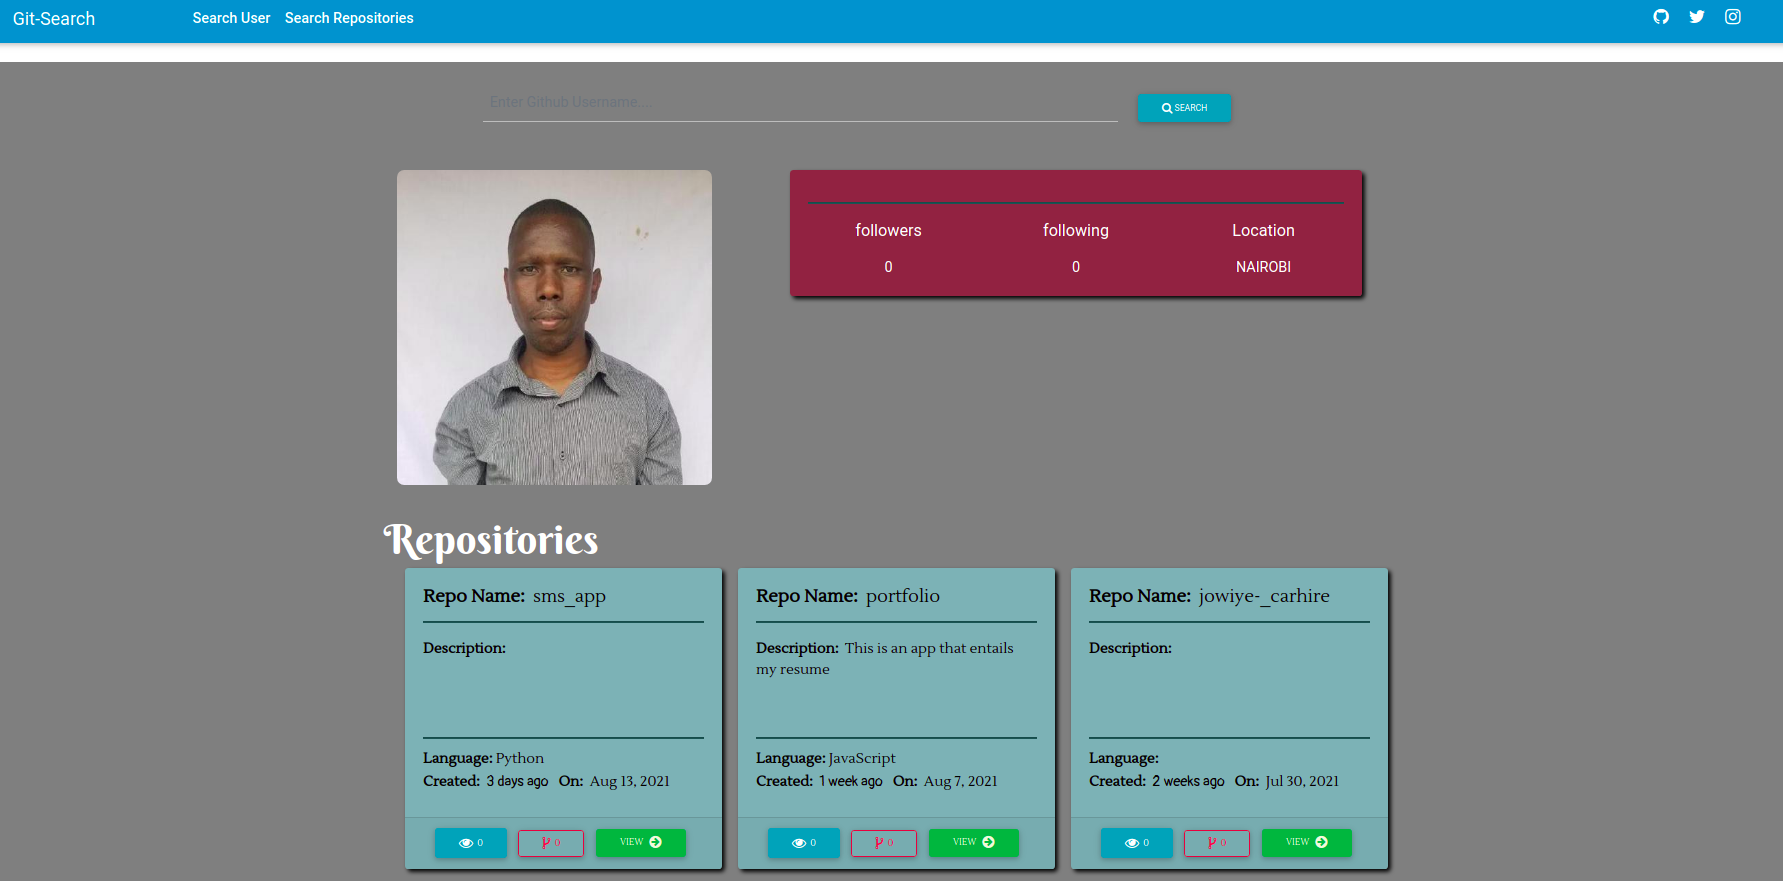 Git-Search Search User Search Repositories
Enter Github Username....
SEARCH
followers following Location
0 0 NAIROBI
Repositories
Repo Name: sms_app
Description:
Language: Python
Created: 3 days ago On: Aug 13, 2021
0 0 VIEW
Repo Name: portfolio
Description: This is an app that entails
my resume
Language: JavaScript
Created: 1 week ago On: Aug 7, 2021
0 0 VIEW
Repo Name: jowiye-_carhire
Description:
Language:
Created: 2 weeks ago On: Jul 30, 2021
0 0 VIEW